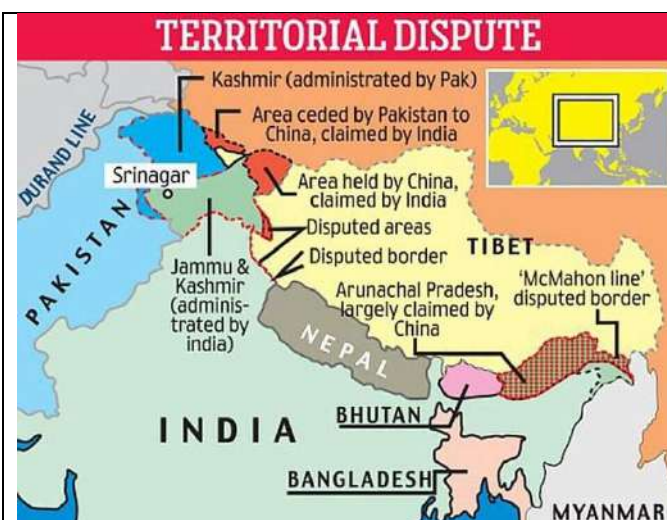 TERRITORIAL DISPUTE
Kashmir (administrated by Pak)
Area ceded by Pakistan to
China, claimed by India
DURAND LINE
Srinagar
Area held by China,
claimed by India
PAKISTAN
Disputed areas
TIBET
Disputed border
Jammu &
Kashmir
(adminis-
trated by
india)
Arunachal Pradesh,
largely claimed by
China
'McMahon line'
disputed border
NEPAL
BHUTAN
INDIA
BANGLADESH
MYANMAR